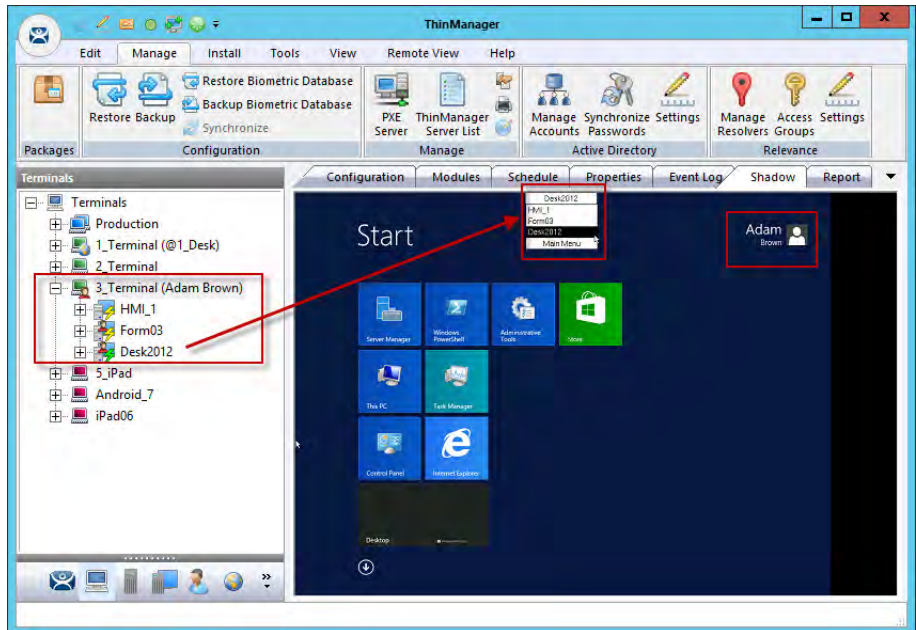 ThinManager
Edit Manage Install Tools View Remote View Help
Restore Backup
Restore Biometric Database
Backup Biometric Database
Synchronize
PXE Server
ThinManager Server List
Manage Accounts
Synchronize Passwords
Settings
Manage Resolvers
Access Groups
Settings
Packages Configuration Manage Active Directory Relevance
Terminals
Configuration Modules Schedule Properties Event Log Shadow Report
Terminals
Production
1_Terminal (@1_Desk)
2_Terminal
3_Terminal (Adam Brown)
HMI_1
Form03
Desk2012
5_iPad
Android_7
iPad06
Desk2012
HMI_1
Form03
Desk2012
Main Menu
Start
Adam
Brown
Server Manager
Windows PowerShell
Administrative Tools
Store
This PC
Task Manager
Control Panel
Internet Explorer
Desktop